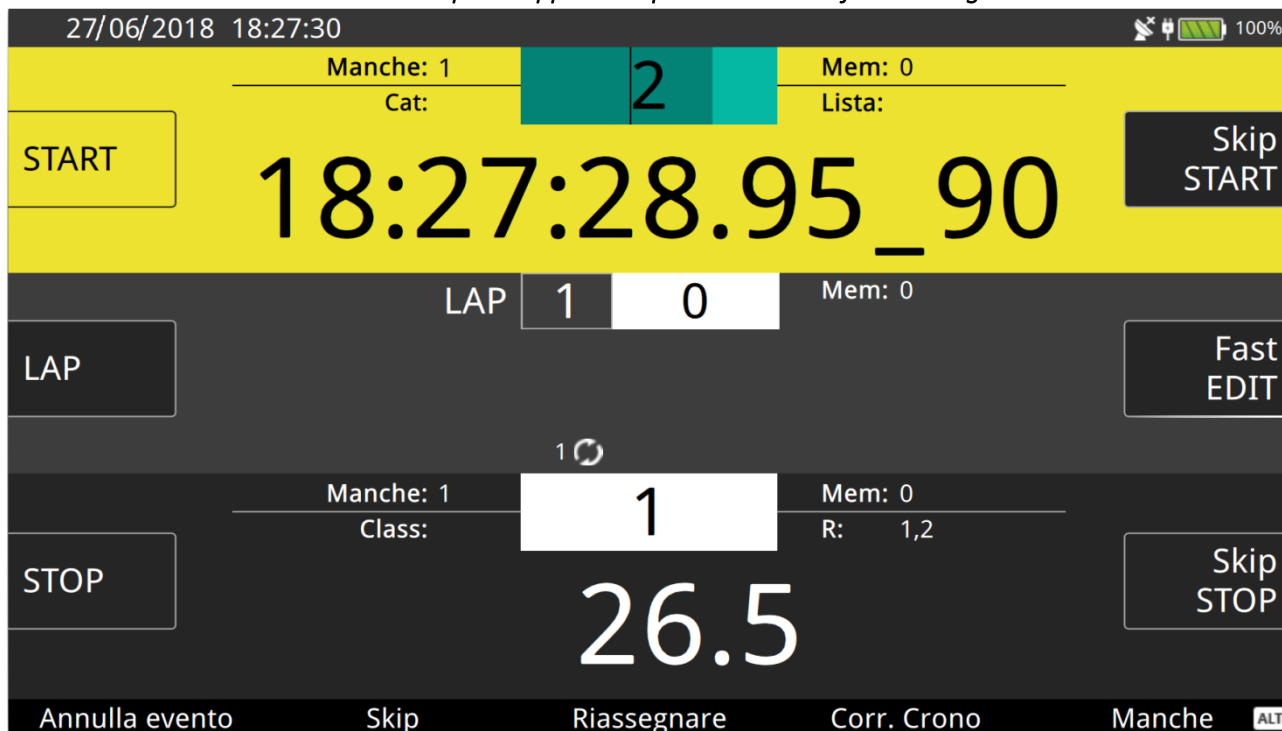 27/06/2018 18:27:30 100%
Manche: 1 2 Mem: 0
Cat: Lista:
START 18:27:28.95_90 Skip START
LAP 1 0 Mem: 0
LAP Fast EDIT
1
Manche: 1 1 Mem: 0
Class: R: 1,2
STOP 26.5 Skip STOP
Annulla evento Skip Riassegnare Corr. Crono Manche ALT